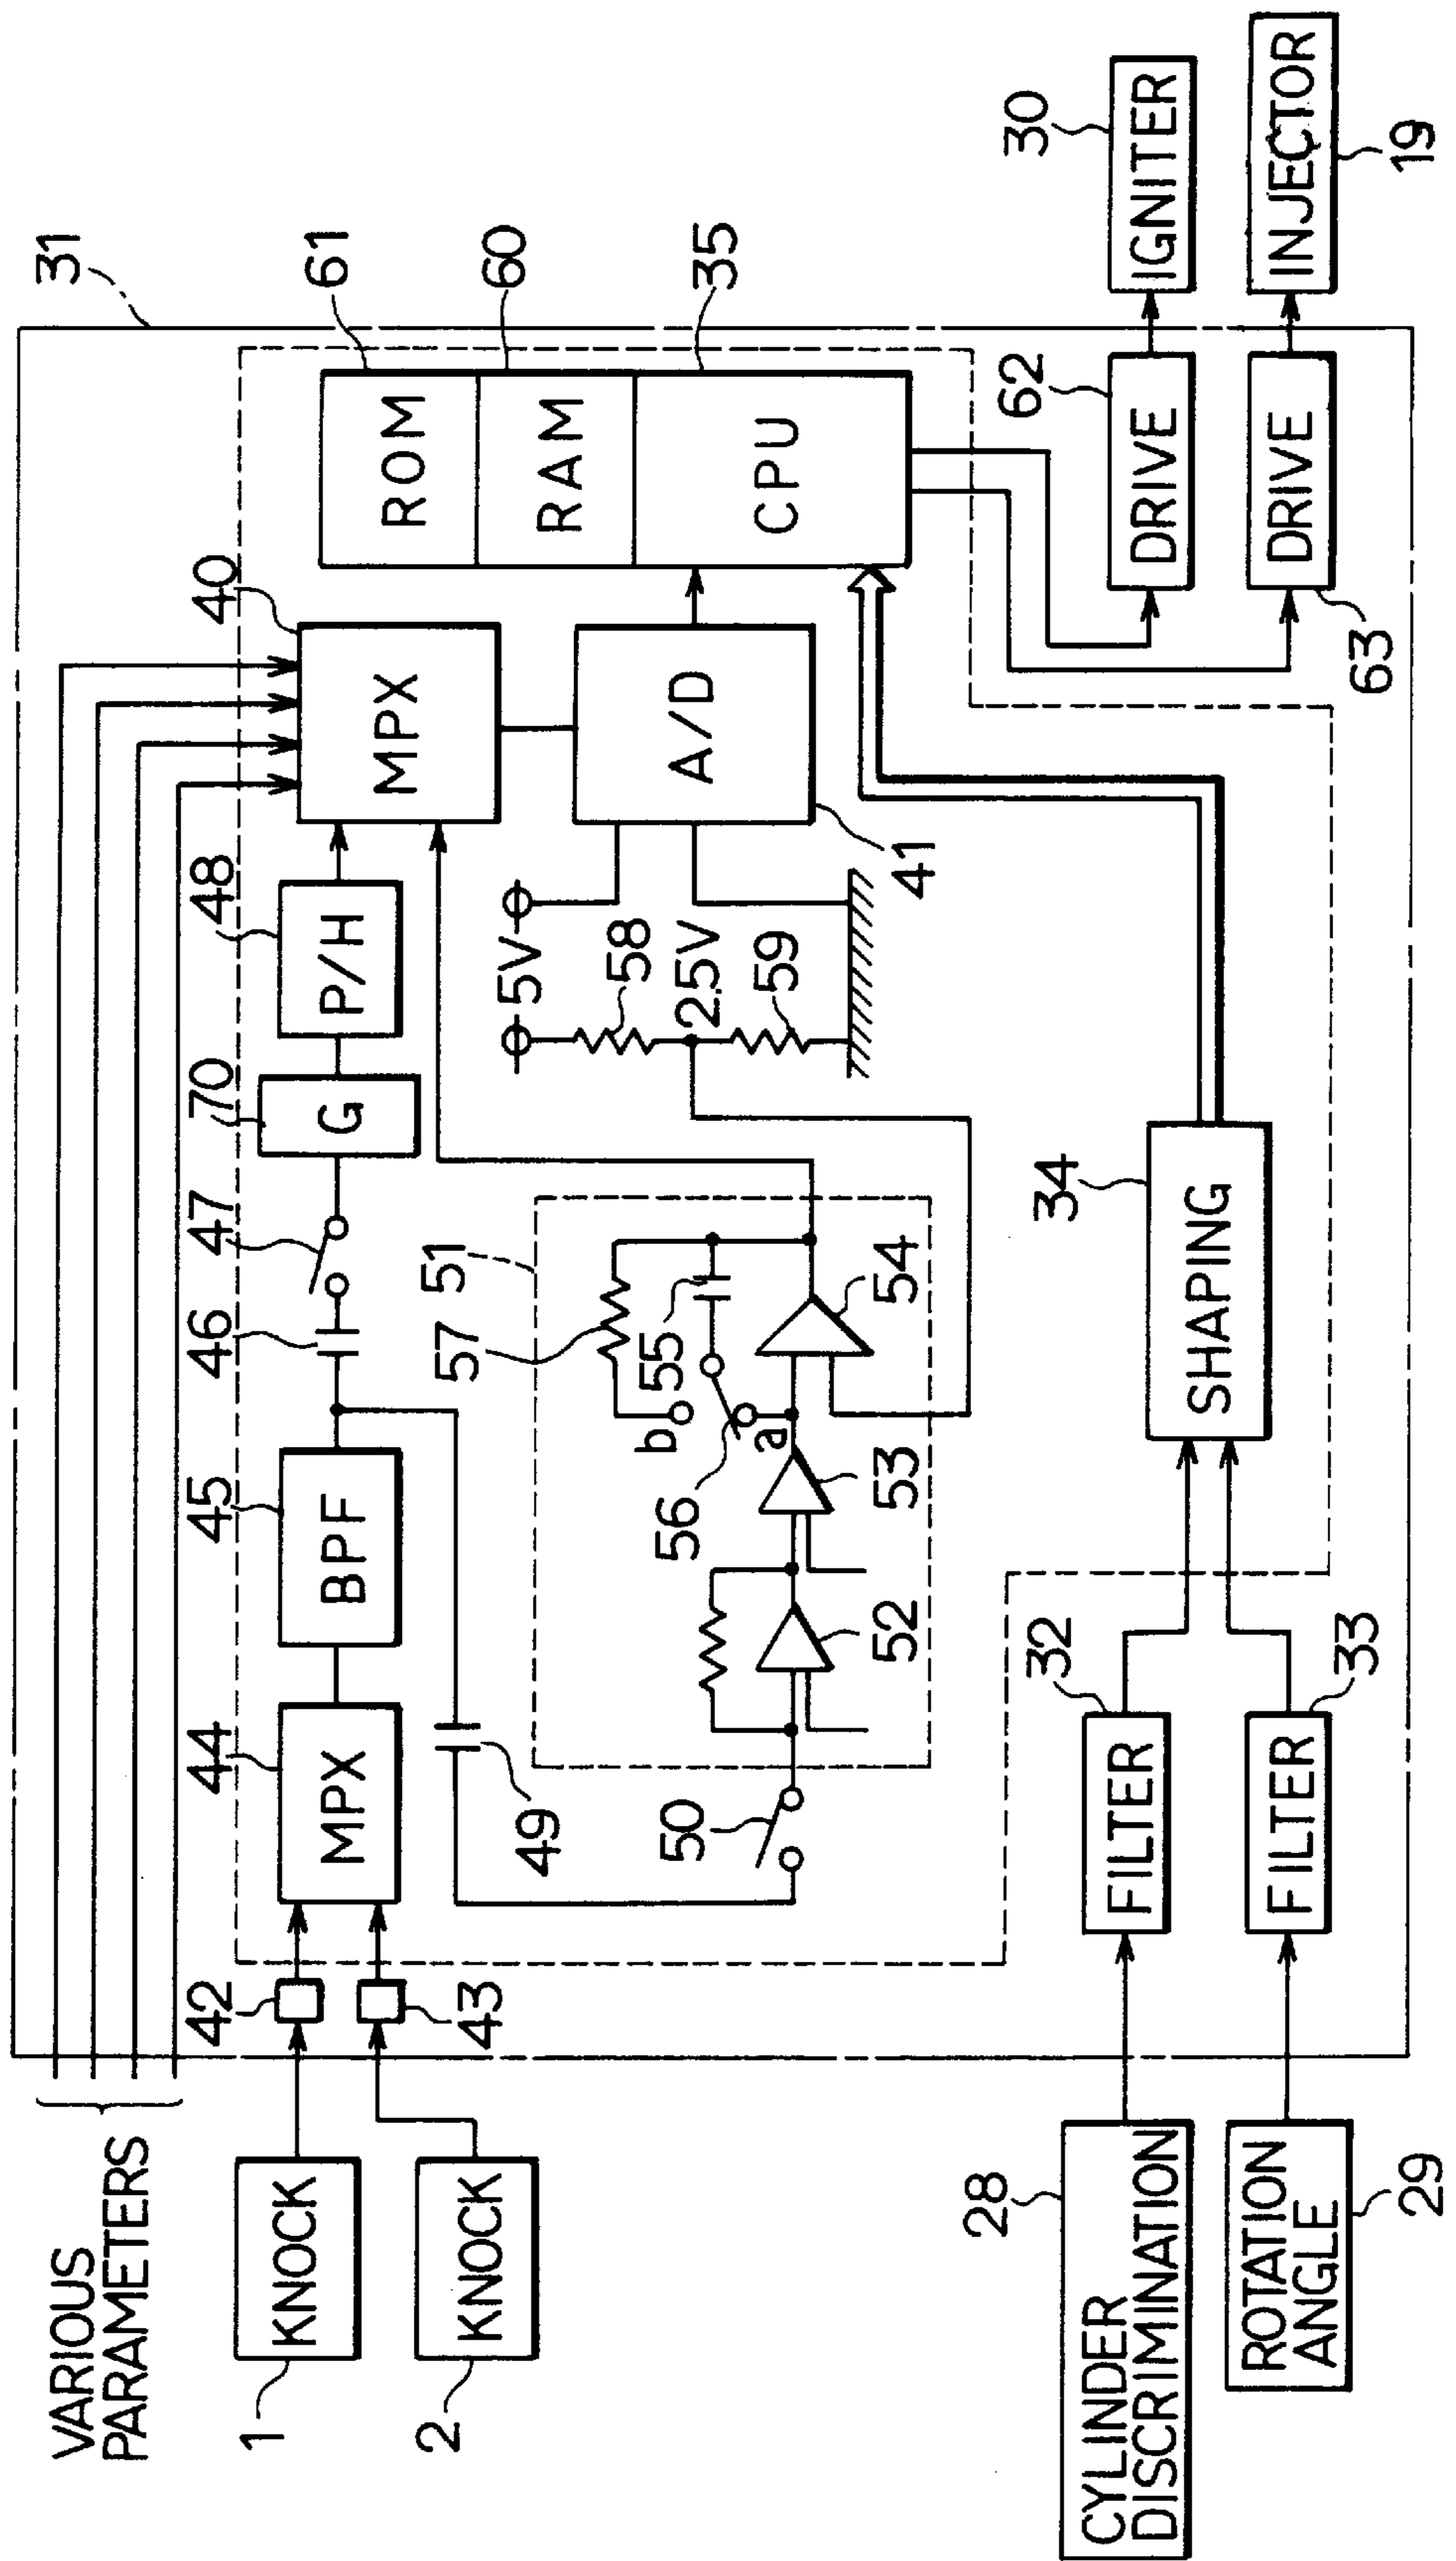 31
VARIOUS
PARAMETERS
1
KNOCK
2
KNOCK
42
43
44
MPX
45
BPF
46
47
70
G
48
P/H
40
MPX
61
ROM
60
RAM
35
CPU
49
50
51
52
53
54
55
56
57
a
b
5V
58
2.5V
59
A/D
41
62
DRIVE
30
IGNITER
63
DRIVE
19
INJECTOR
34
SHAPING
32
FILTER
33
FILTER
28
CYLINDER
DISCRIMINATION
29
ROTATION
ANGLE